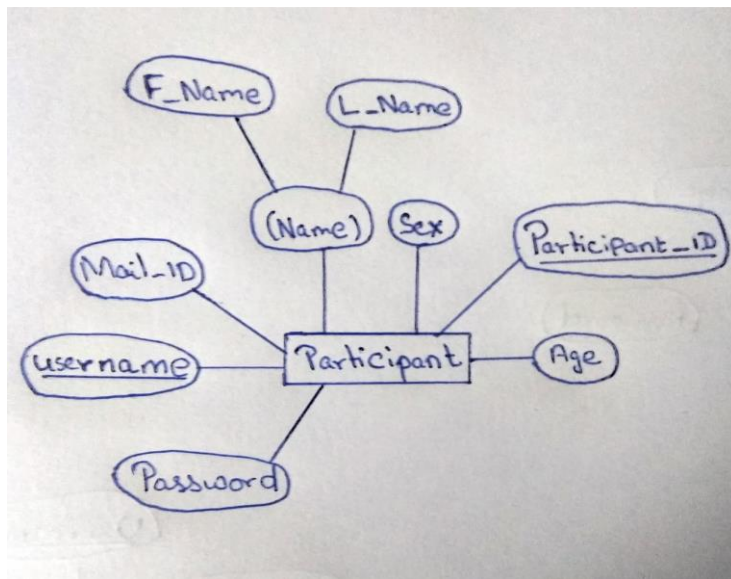 F_Name
L_Name
(Name)
Sex
Participant_ID
Mail_ID
username
Participant
Age
Password